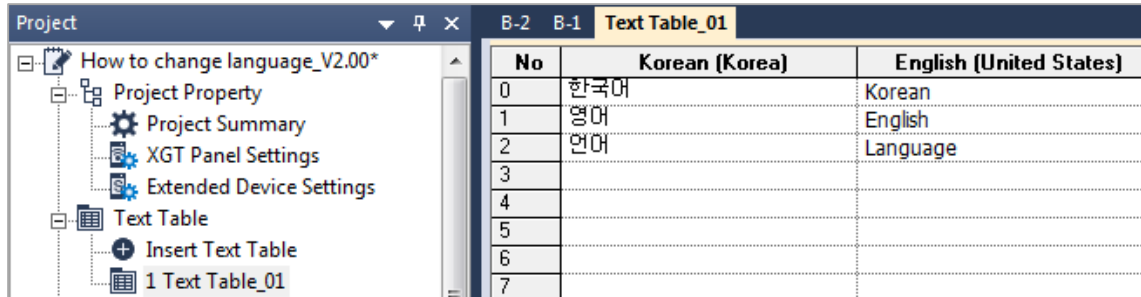 Project
How to change language_V2.00*
Project Property
Project Summary
XGT Panel Settings
Extended Device Settings
Text Table
Insert Text Table
1 Text Table_01
B-2 B-1 Text Table_01
No Korean (Korea) English (United States)
0 한국어 Korean
1 영어 English
2 언어 Language
3
4
5
6
7